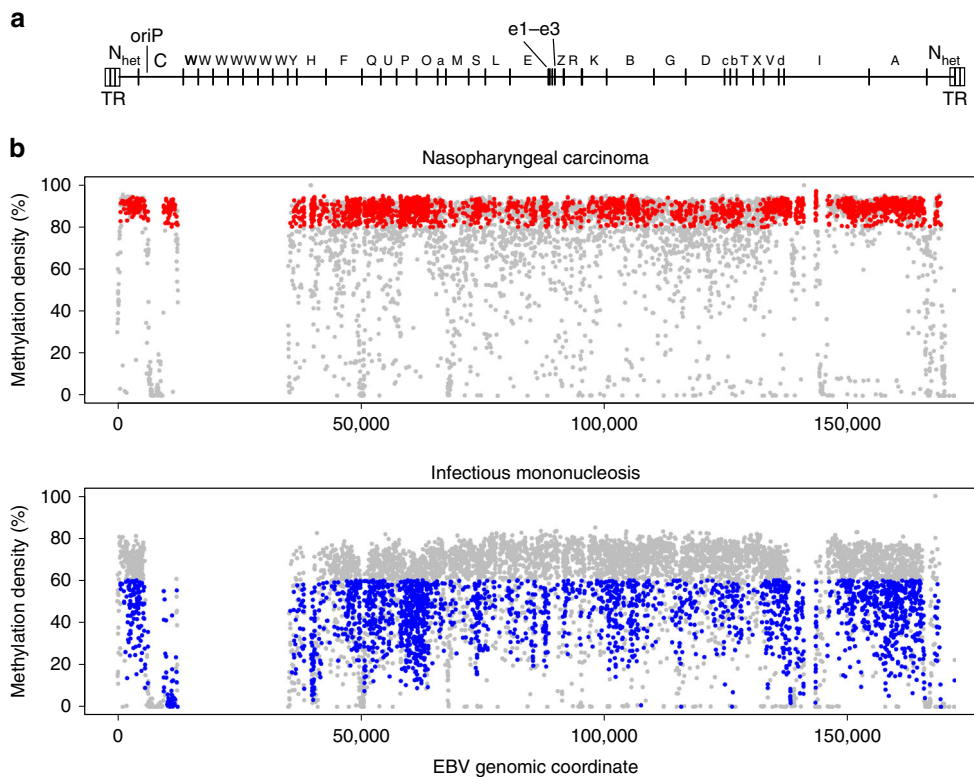 a
oriP
e1–e3
Nhet C W W W W W W W W Y H F Q U P O a M S L E Z R K B G D c b T X V d I A Nhet
TR TR
b
Nasopharyngeal carcinoma
Methylation density (%)
100
80
60
40
20
0
0 50,000 100,000 150,000
Infectious mononucleosis
Methylation density (%)
100
80
60
40
20
0
0 50,000 100,000 150,000
EBV genomic coordinate